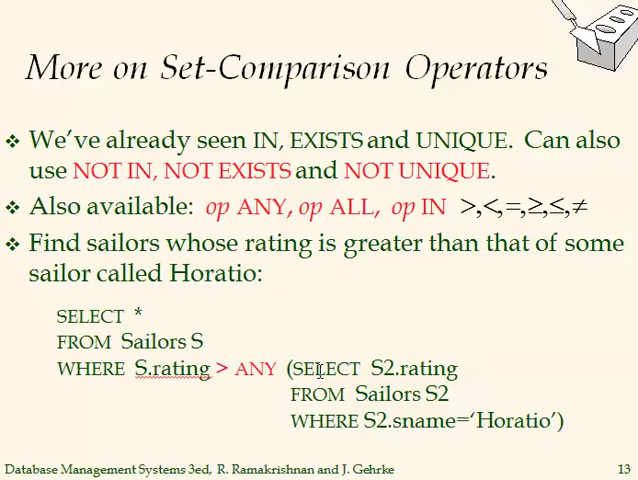 More on Set-Comparison Operators
❖ We've already seen IN, EXISTS and UNIQUE. Can also
use NOT IN, NOT EXISTS and NOT UNIQUE.
❖ Also available: op ANY, op ALL, op IN >,<,=,≥,≤,≠
❖ Find sailors whose rating is greater than that of some
sailor called Horatio:
SELECT *
FROM Sailors S
WHERE S.rating > ANY (SELECT S2.rating
FROM Sailors S2
WHERE S2.sname=‘Horatio’)
Database Management Systems 3ed, R. Ramakrishnan and J. Gehrke 13